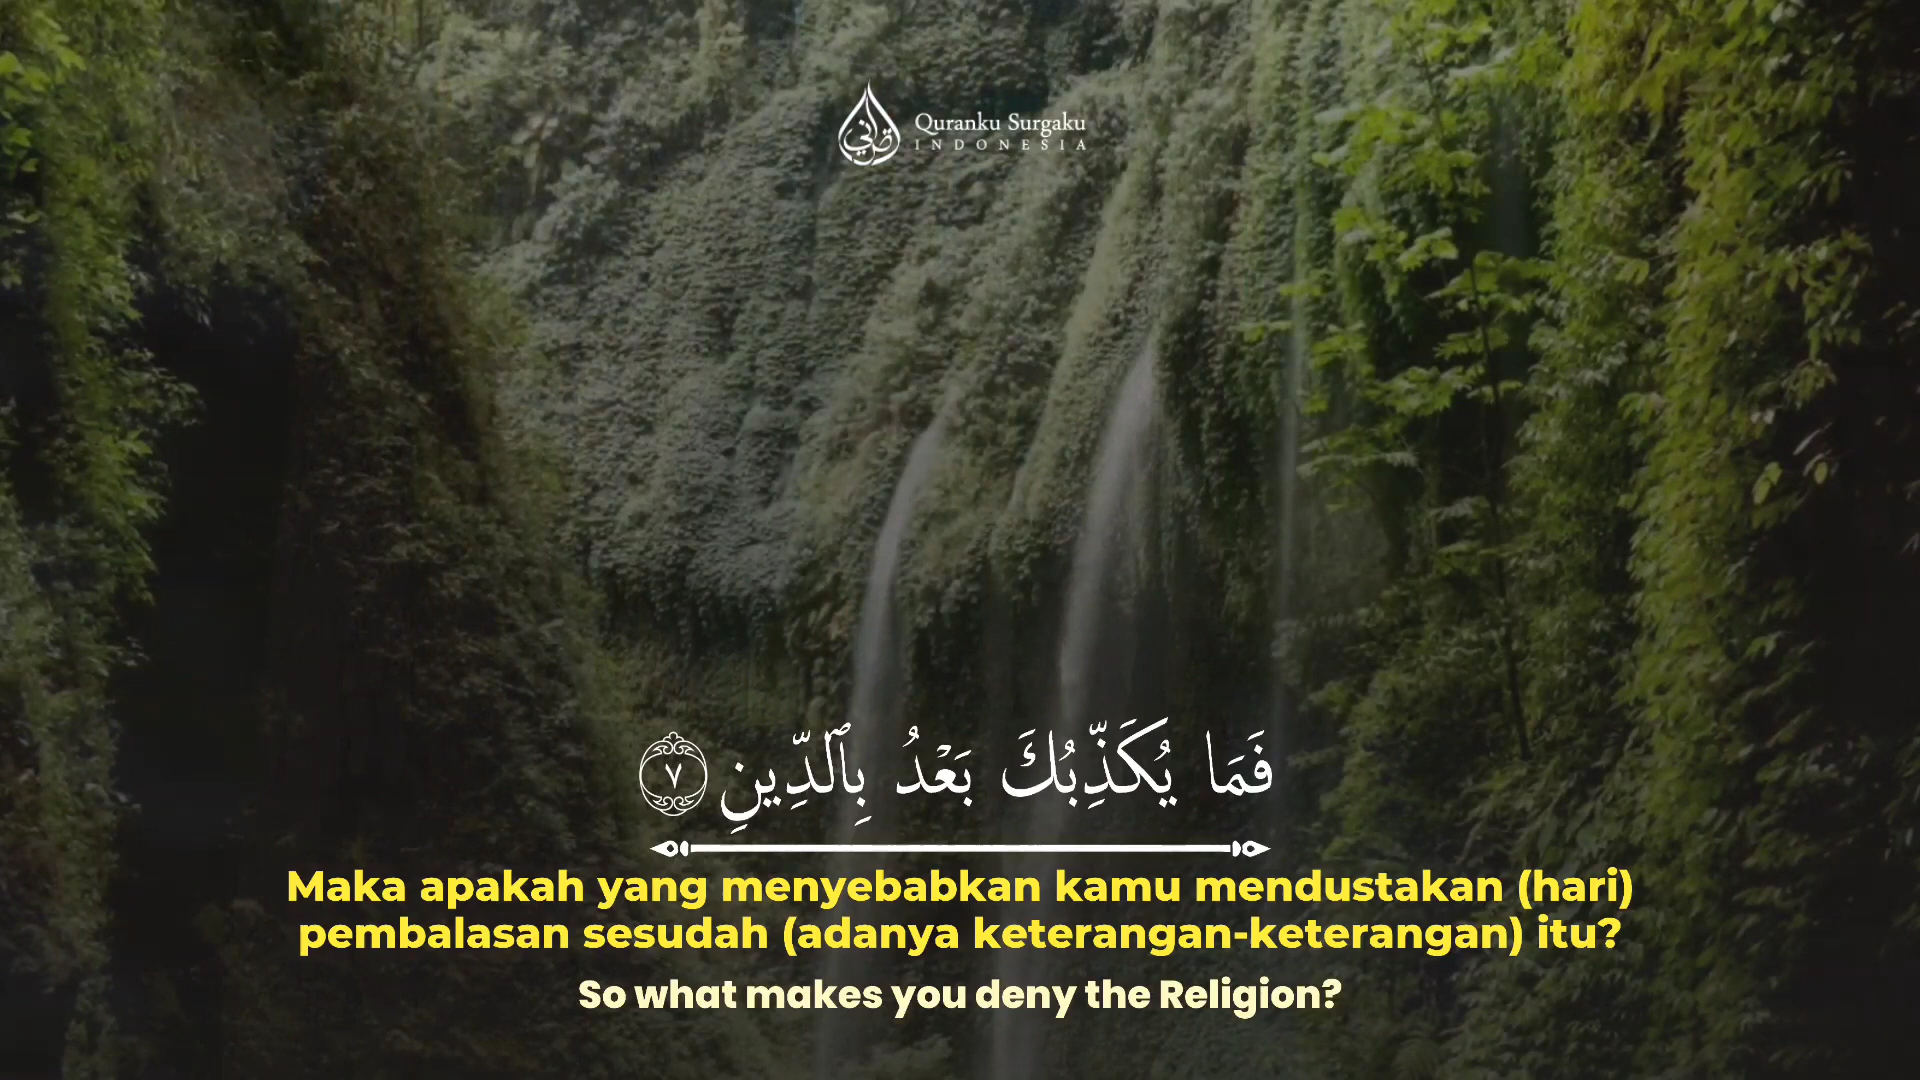 Quranku Surgaku
INDONESIA
فَمَا يُكَذِّبُكَ بَعْدُ بِٱلدِّينِ ٧
Maka apakah yang menyebabkan kamu mendustakan (hari)
pembalasan sesudah (adanya keterangan-keterangan) itu?
So what makes you deny the Religion?